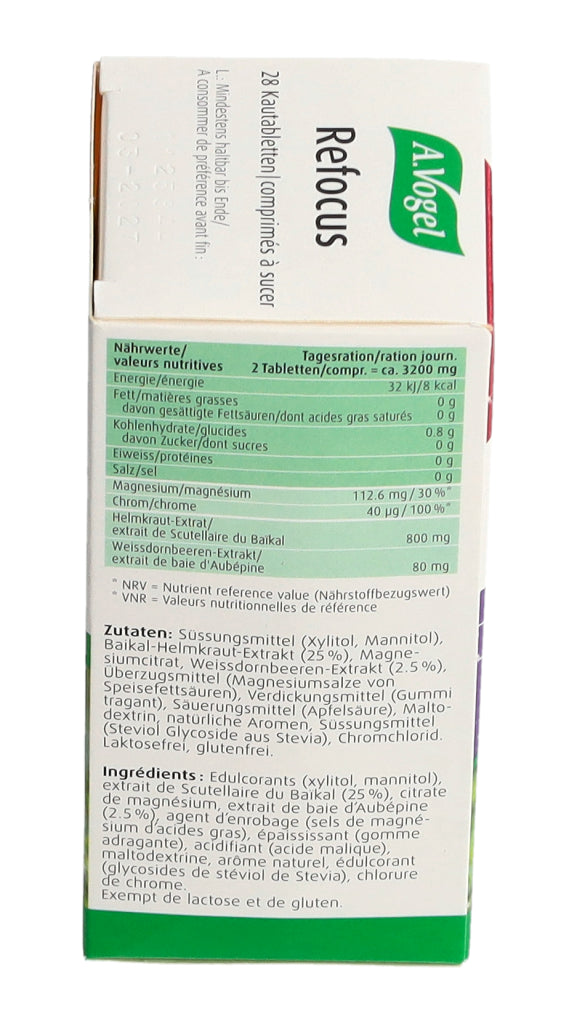 A.Vogel
Refocus
28 Kautabletten|comprimés à sucer
L.: Mindestens haltbar bis Ende/
A consommer de préférence avant fin :
Nährwerte/ Tagesration/ration journ.
valeurs nutritives 2 Tabletten/compr. = ca. 3200 mg
Energie/énergie 32 kJ/8 kcal
Fett/matières grasses 0 g
davon gesättigte Fettsäuren/dont acides gras saturés 0 g
Kohlenhydrate/glucides 0.8 g
davon Zucker/dont sucres 0 g
Eiweiss/protéines 0 g
Salz/sel 0 g
Magnesium/magnésium 112.6 mg/30 %*
Chrom/chrome 40 µg/100 %*
Helmkraut-Extrat/
extrait de Scutellaire du Baïkal 800 mg
Weissdornbeeren-Extrakt/
extrait de baie d'Aubépine 80 mg
* NRV = Nutrient reference value (Nährstoffbezugswert)
* VNR = Valeurs nutritionnelles de référence
Zutaten: Süssungsmittel (Xylitol, Mannitol),
Baikal-Helmkraut-Extrakt (25 %), Magne-
siumcitrat, Weissdornbeeren-Extrakt (2.5 %),
Überzugsmittel (Magnesiumsalze von
Speisefettsäuren), Verdickungsmittel (Gummi
tragant), Säuerungsmittel (Apfelsäure), Malto-
dextrin, natürliche Aromen, Süssungsmittel
(Steviol Glycoside aus Stevia), Chromchlorid.
Laktosefrei, glutenfrei.
Ingrédients : Edulcorants (xylitol, mannitol),
extrait de Scutellaire du Baïkal (25 %), citrate
de magnésium, extrait de baie d'Aubépine
(2.5 %), agent d'enrobage (sels de magné-
sium d'acides gras), épaississant (gomme
adragante), acidifiant (acide malique),
maltodextrine, arôme naturel, édulcorant
(glycosides de stéviol de Stevia), chlorure
de chrome.
Exempt de lactose et de gluten.